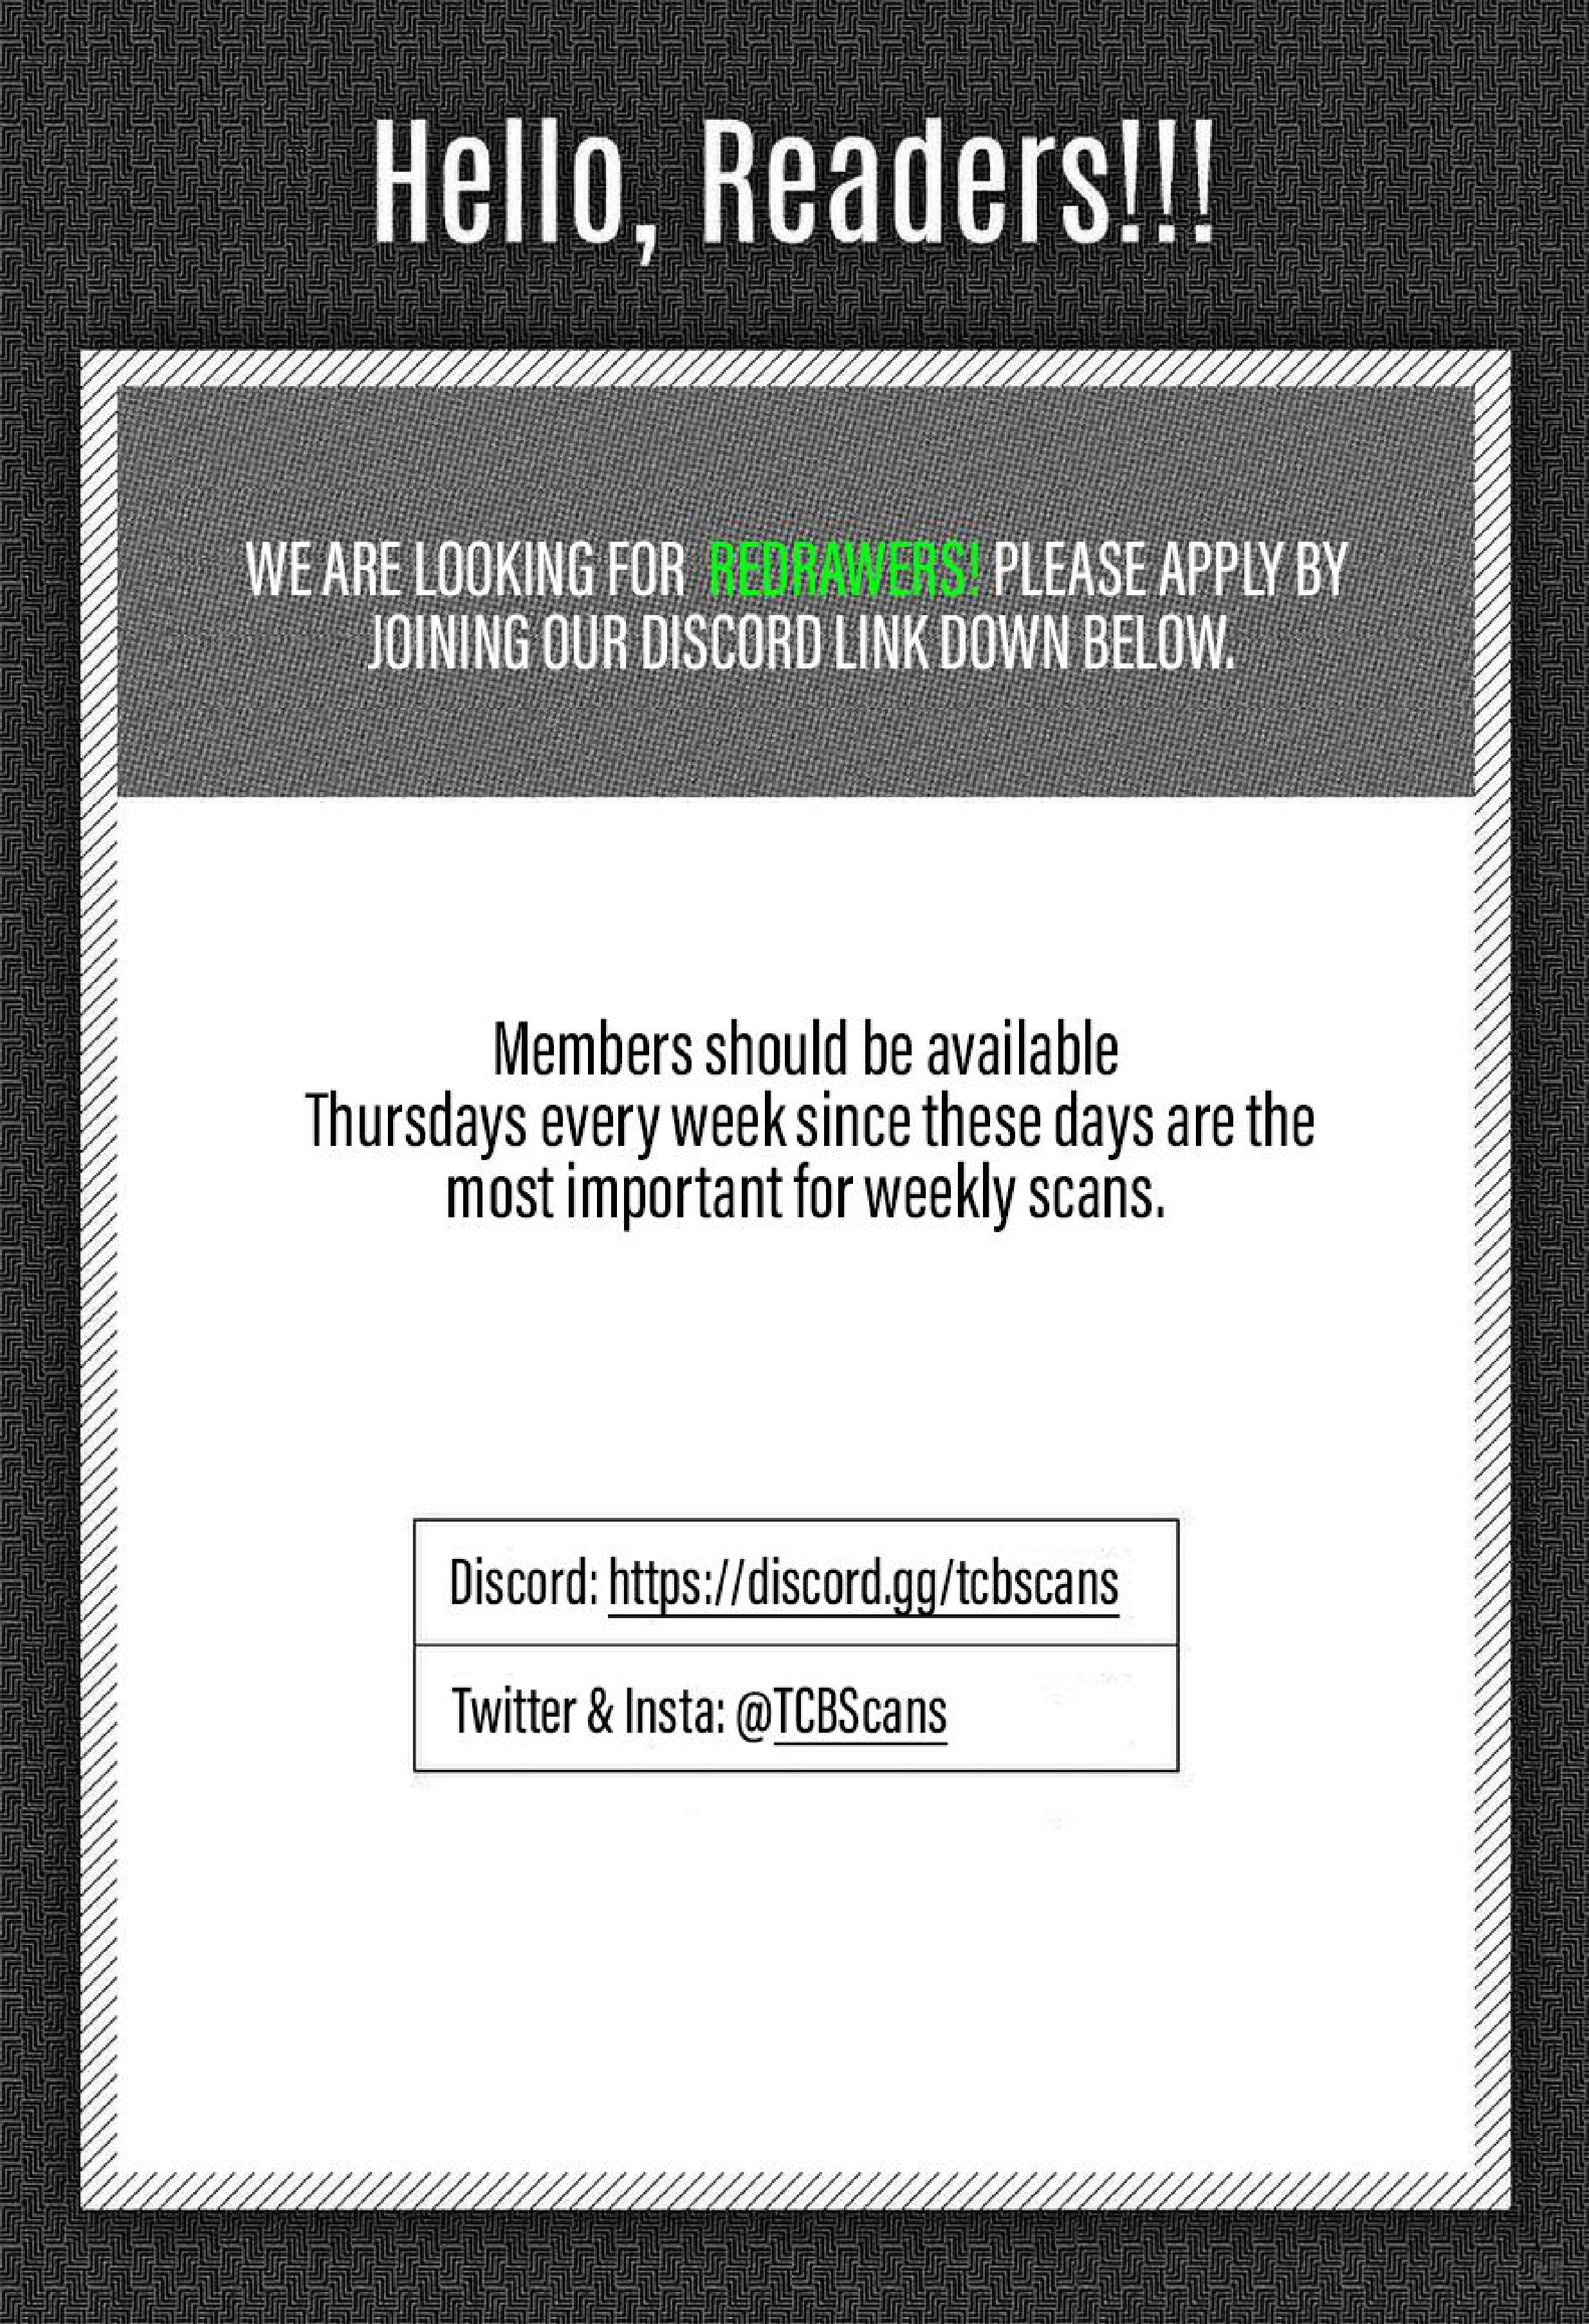 Hello, Readers!!!
WE ARE LOOKING FOR REDRAWERS! PLEASE APPLY BY
JOINING OUR DISCORD LINK DOWN BELOW.
Members should be available
Thursdays every week since these days are the
most important for weekly scans.
Discord: https://discord.gg/tcbscans
Twitter & Insta: @TCBScans